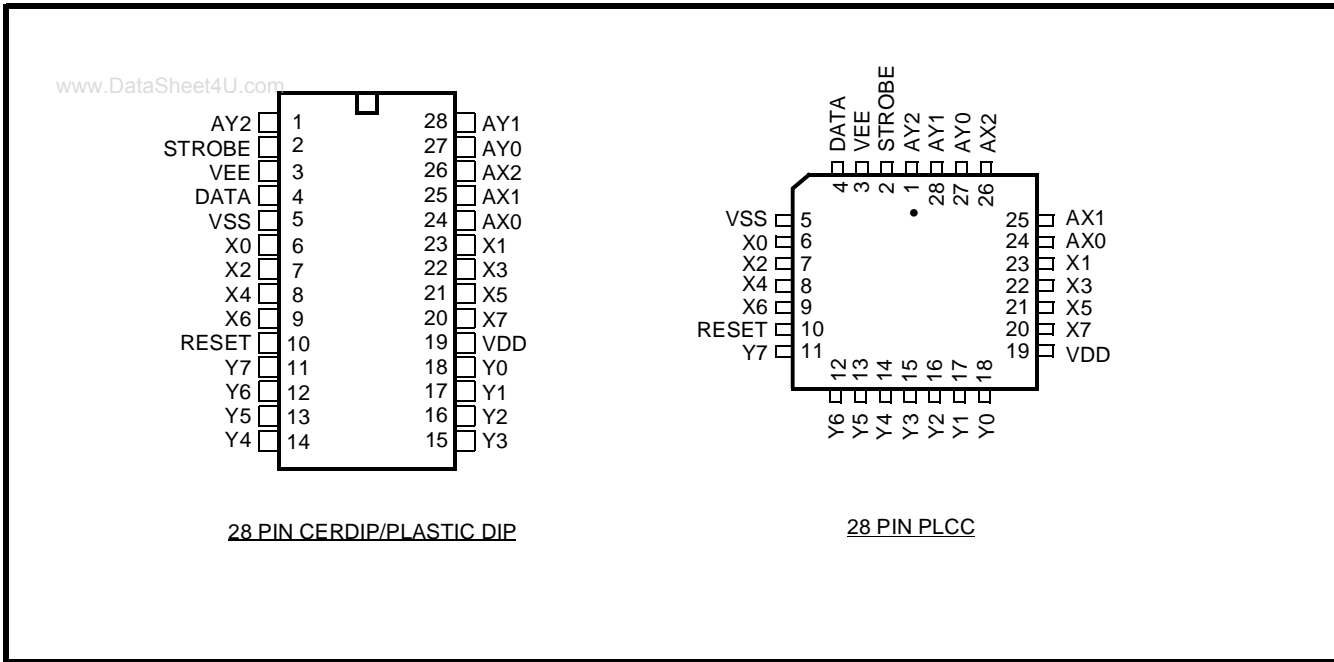 www.DataSheet4U.com
AY2 1 28 AY1
STROBE 2 27 AY0
VEE 3 26 AX2
DATA 4 25 AX1
VSS 5 24 AX0
X0 6 23 X1
X2 7 22 X3
X4 8 21 X5
X6 9 20 X7
RESET 10 19 VDD
Y7 11 18 Y0
Y6 12 17 Y1
Y5 13 16 Y2
Y4 14 15 Y3
28 PIN CERDIP/PLASTIC DIP
DATA VEE STROBE AY2 AY1 AY0 AX2
4 3 2 1 28 27 26
VSS 5 25 AX1
X0 6 24 AX0
X2 7 23 X1
X4 8 22 X3
X6 9 21 X5
RESET 10 20 X7
Y7 11 19 VDD
12 13 14 15 16 17 18
Y6 Y5 Y4 Y3 Y2 Y1 Y0
28 PIN PLCC